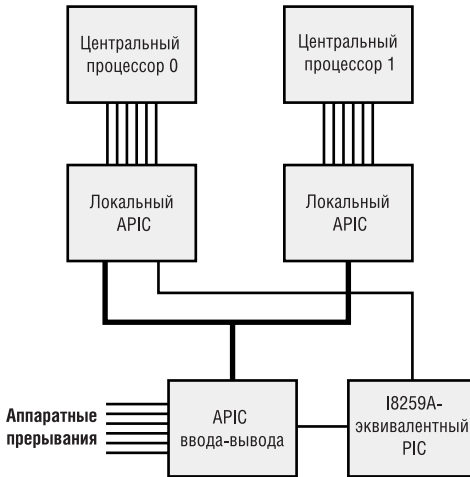 Центральный
процессор 0
Центральный
процессор 1
Локальный
APIC
Локальный
APIC
Аппаратные
прерывания
APIC
ввода-вывода
I8259A-
эквивалентный
PIC